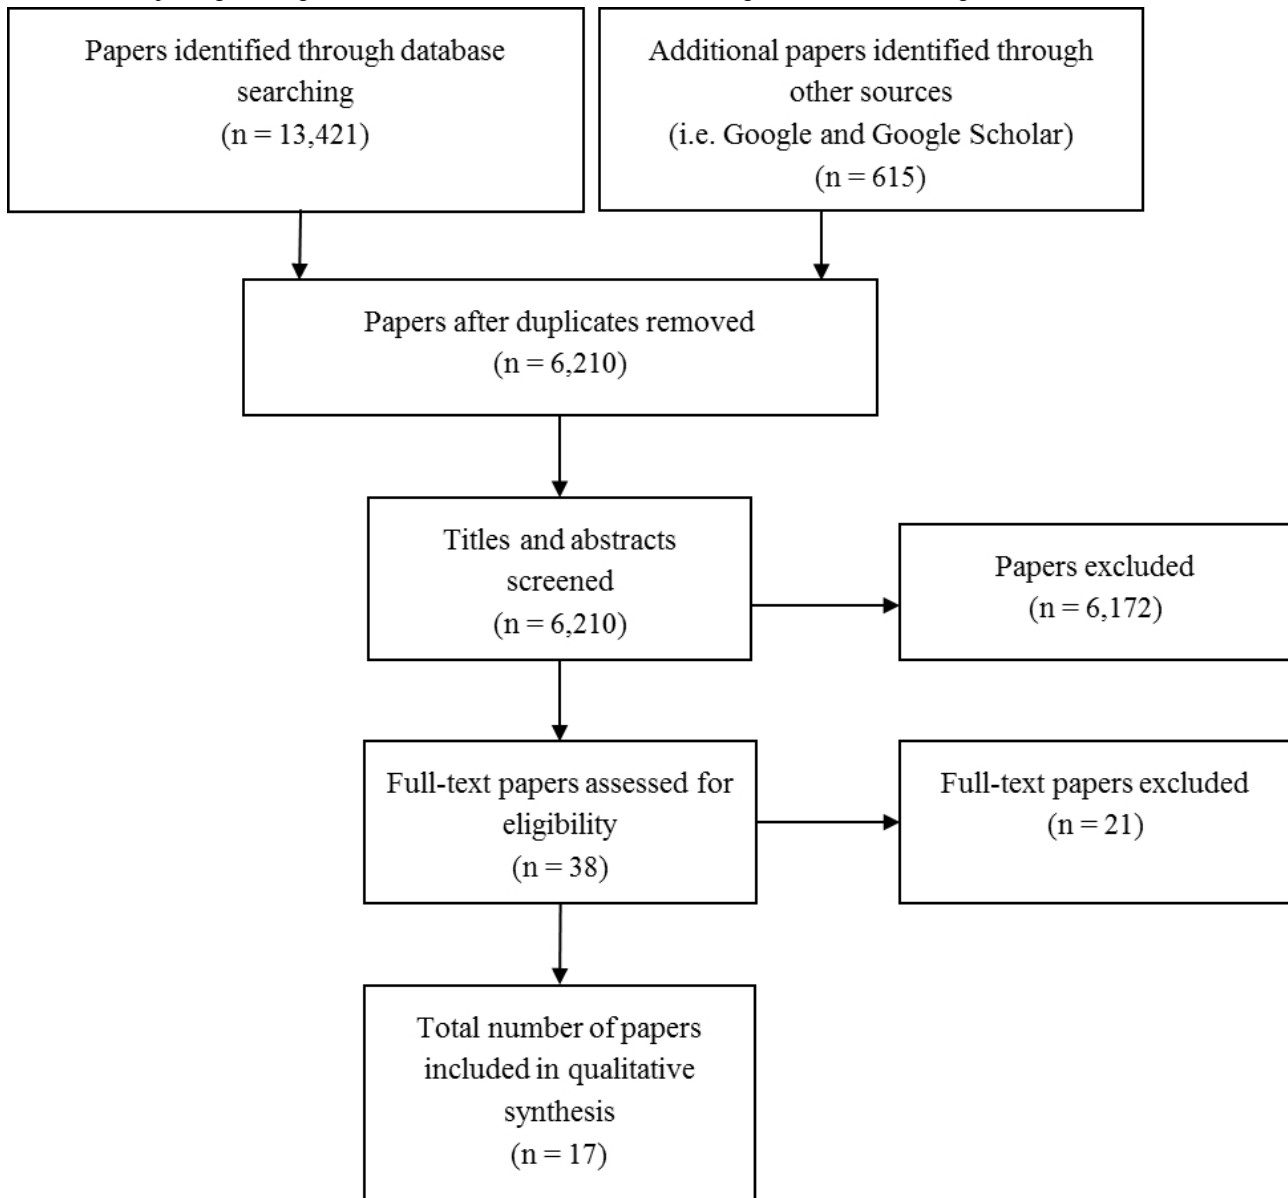 Papers identified through database
searching
(n = 13,421)
Additional papers identified through
other sources
(i.e. Google and Google Scholar)
(n = 615)
Papers after duplicates removed
(n = 6,210)
Titles and abstracts
screened
(n = 6,210)
Papers excluded
(n = 6,172)
Full-text papers assessed for
eligibility
(n = 38)
Full-text papers excluded
(n = 21)
Total number of papers
included in qualitative
synthesis
(n = 17)